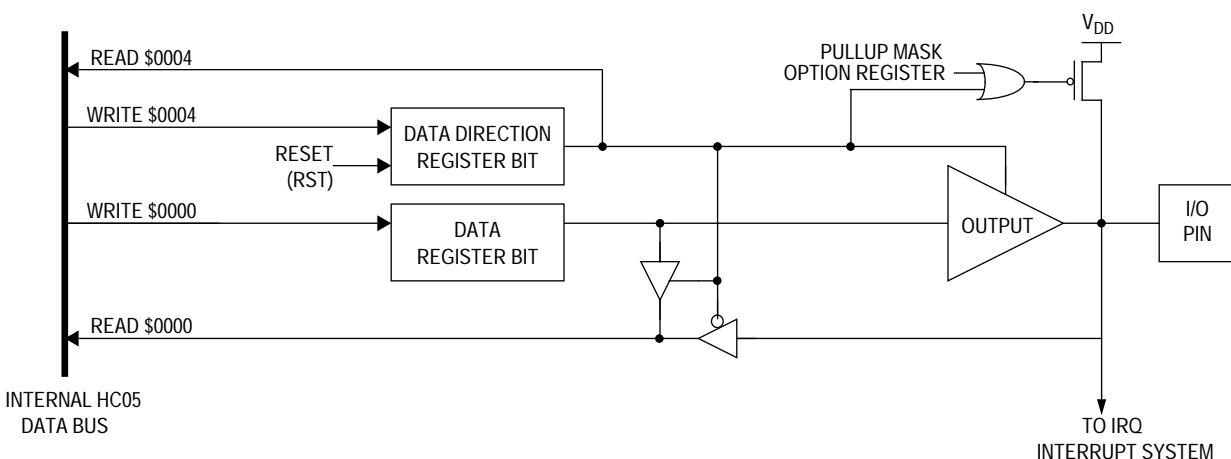 V_DD
READ $0004
PULLUP MASK
OPTION REGISTER
WRITE $0004
DATA DIRECTION
REGISTER BIT
RESET
(RST)
WRITE $0000
DATA
REGISTER BIT
OUTPUT
I/O
PIN
READ $0000
INTERNAL HC05
DATA BUS
TO IRQ
INTERRUPT SYSTEM